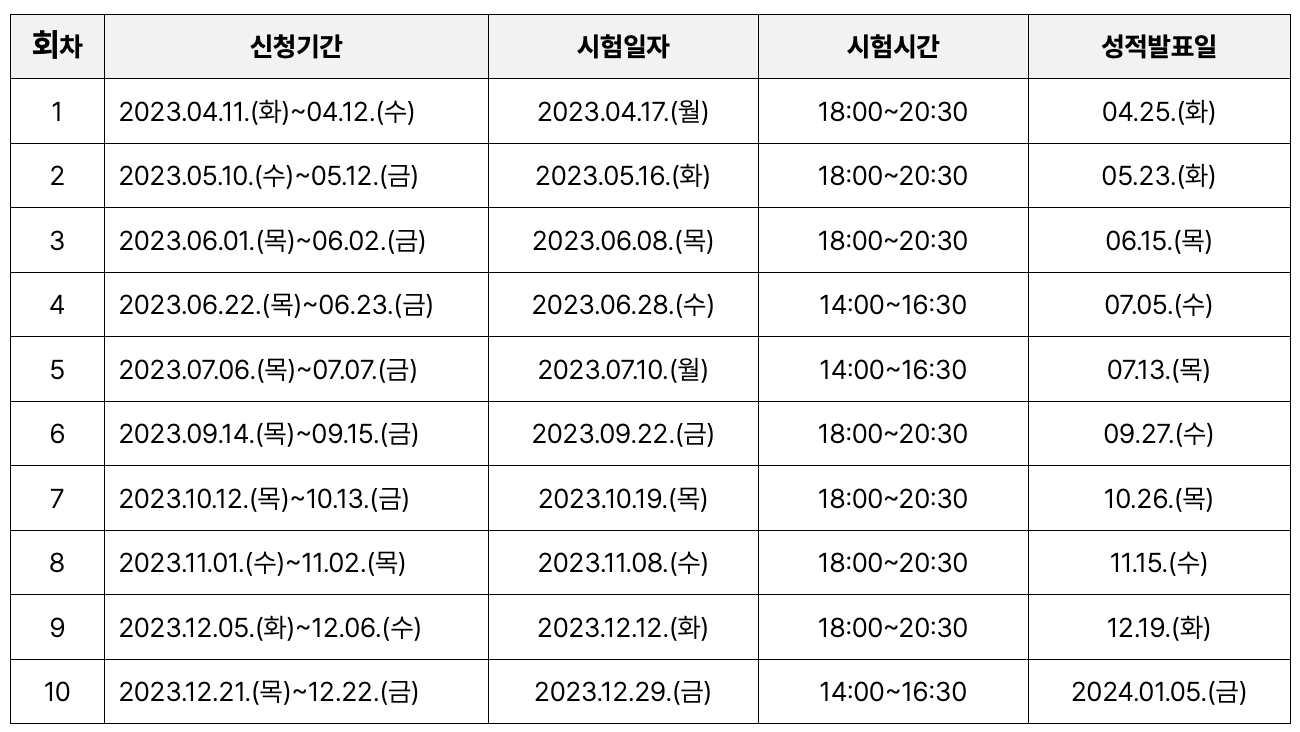 회차 신청기간 시험일자 시험시간 성적발표일
1 2023.04.11.(화)~04.12.(수) 2023.04.17.(월) 18:00~20:30 04.25.(화)
2 2023.05.10.(수)~05.12.(금) 2023.05.16.(화) 18:00~20:30 05.23.(화)
3 2023.06.01.(목)~06.02.(금) 2023.06.08.(목) 18:00~20:30 06.15.(목)
4 2023.06.22.(목)~06.23.(금) 2023.06.28.(수) 14:00~16:30 07.05.(수)
5 2023.07.06.(목)~07.07.(금) 2023.07.10.(월) 14:00~16:30 07.13.(목)
6 2023.09.14.(목)~09.15.(금) 2023.09.22.(금) 18:00~20:30 09.27.(수)
7 2023.10.12.(목)~10.13.(금) 2023.10.19.(목) 18:00~20:30 10.26.(목)
8 2023.11.01.(수)~11.02.(목) 2023.11.08.(수) 18:00~20:30 11.15.(수)
9 2023.12.05.(화)~12.06.(수) 2023.12.12.(화) 18:00~20:30 12.19.(화)
10 2023.12.21.(목)~12.22.(금) 2023.12.29.(금) 14:00~16:30 2024.01.05.(금)